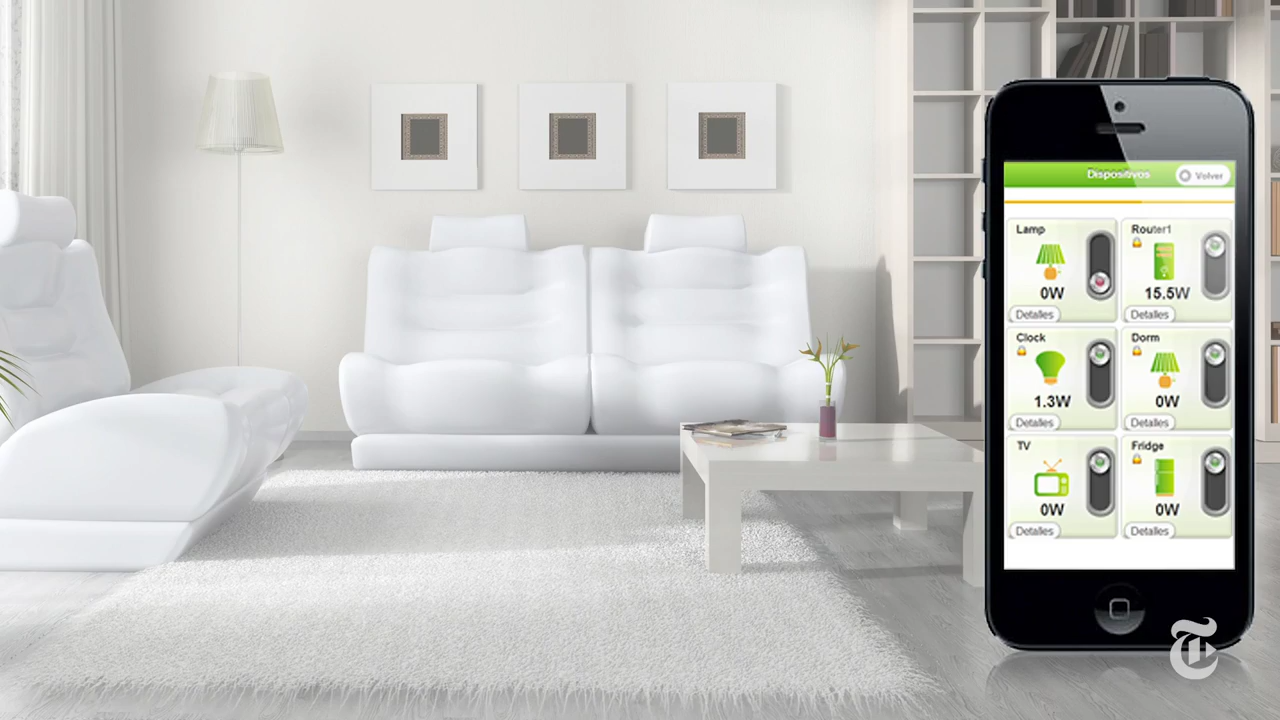 Dispositivos
Volver
Lamp
0W
Detalles
Router1
15.5W
Detalles
Clock
1.3W
Detalles
Dorm
0W
Detalles
TV
0W
Detalles
Fridge
0W
Detalles